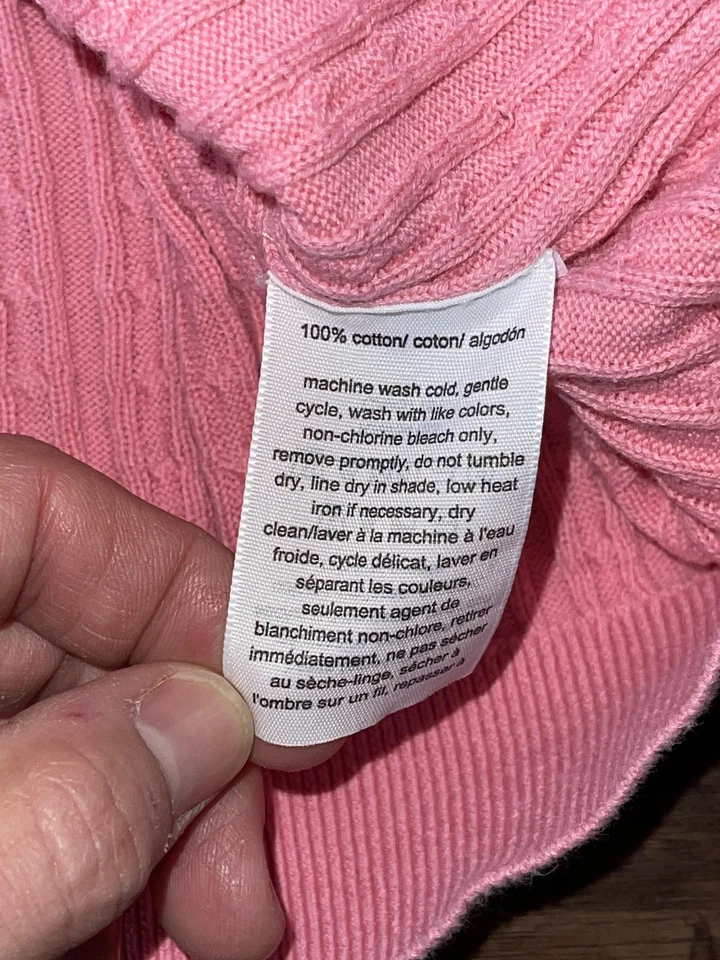 100% cotton/ coton/ algodón
machine wash cold, gentle
cycle, wash with like colors,
non-chlorine bleach only,
remove promptly, do not tumble
dry, line dry in shade, low heat
iron if necessary, dry
clean/laver à la machine à l'eau
froide, cycle délicat, laver en
séparant les couleurs,
seulement agent de
blanchiment non-chlore, retirer
immédiatement, ne pas sécher
au sèche-linge, sécher à
l'ombre sur un fil, repasser à